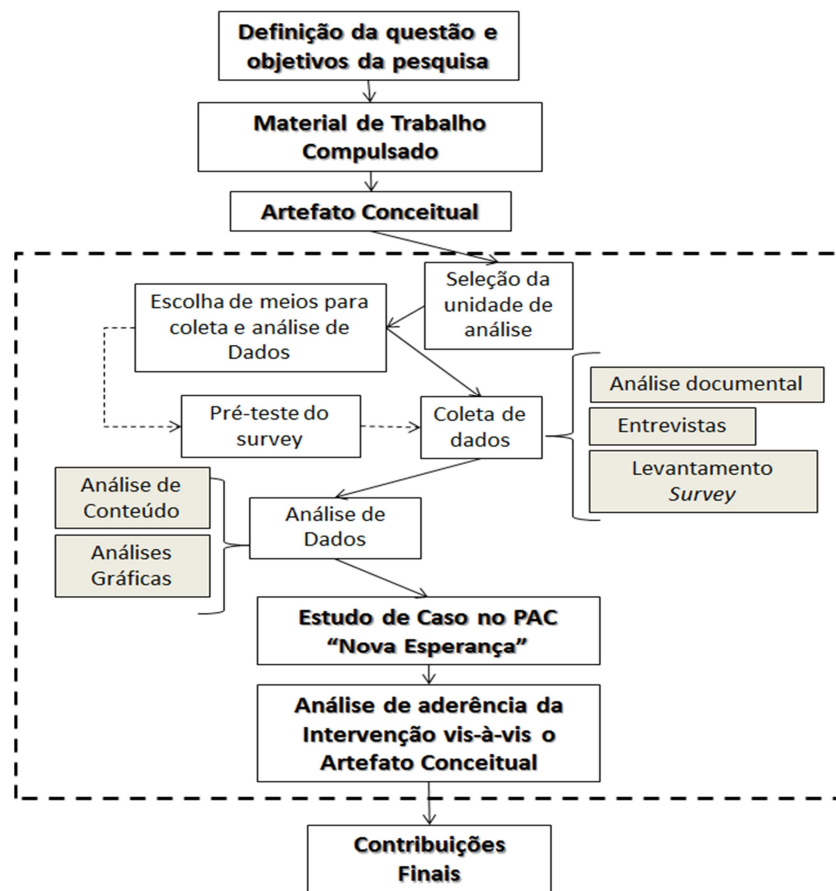 Definição da questão e
objetivos da pesquisa
Material de Trabalho
Compulsado
Artefato Conceitual
Seleção da
unidade de
análise
Escolha de meios para
coleta e análise de
Dados
Pré-teste do
survey
Coleta de
dados
Análise documental
Entrevistas
Levantamento
Survey
Análise de
Conteúdo
Análises
Gráficas
Análise de
Dados
Estudo de Caso no PAC
“Nova Esperança”
Análise de aderência da
Intervenção vis-à-vis o
Artefato Conceitual
Contribuições
Finais